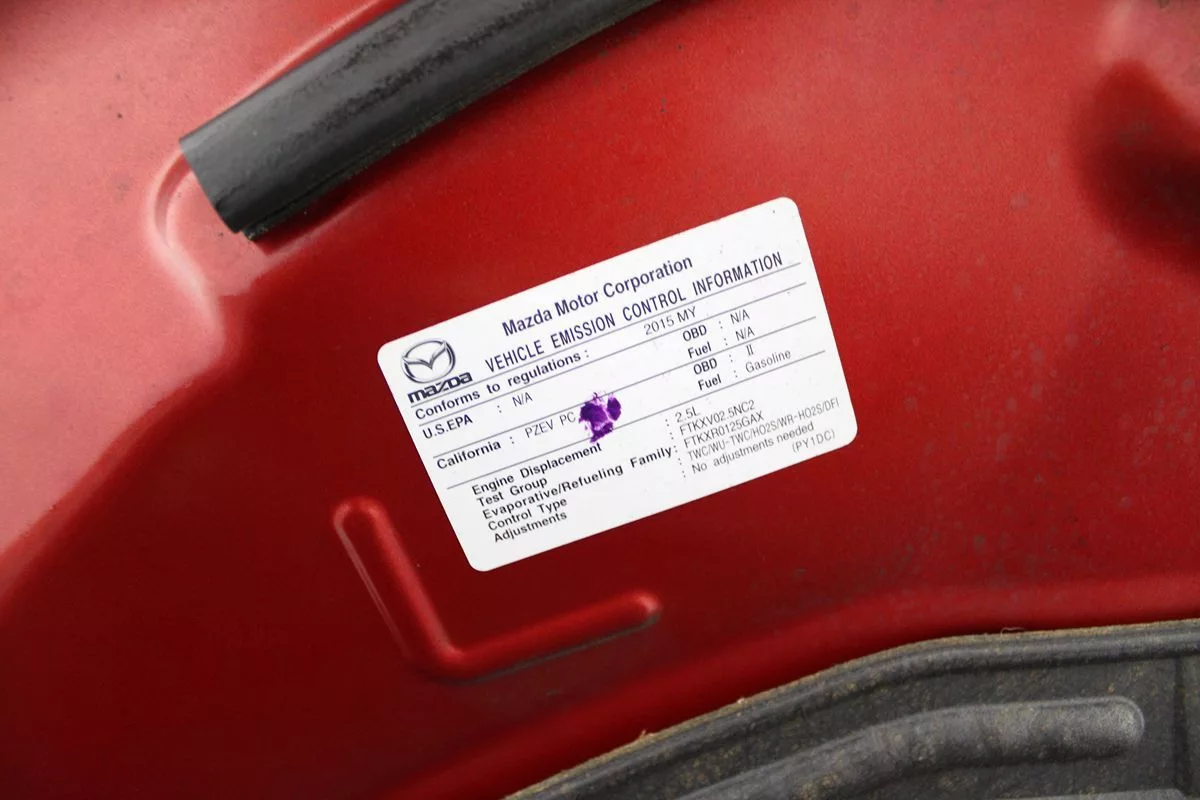 Mazda Motor Corporation
VEHICLE EMISSION CONTROL INFORMATION
mazda
Conforms to regulations : 2015 MY
U.S.EPA : N/A OBD : N/A
Fuel : N/A
California : PZEV PC OBD : II
Fuel : Gasoline
Engine Displacement : 2.5L
Test Group : FTKXV02.5NC2
Evaporative/Refueling Family: FTKXR0125GAX
Control Type : TWC/WU-TWC/HO2S/WR-HO2S/DFI
Adjustments : No adjustments needed
(PY1DC)